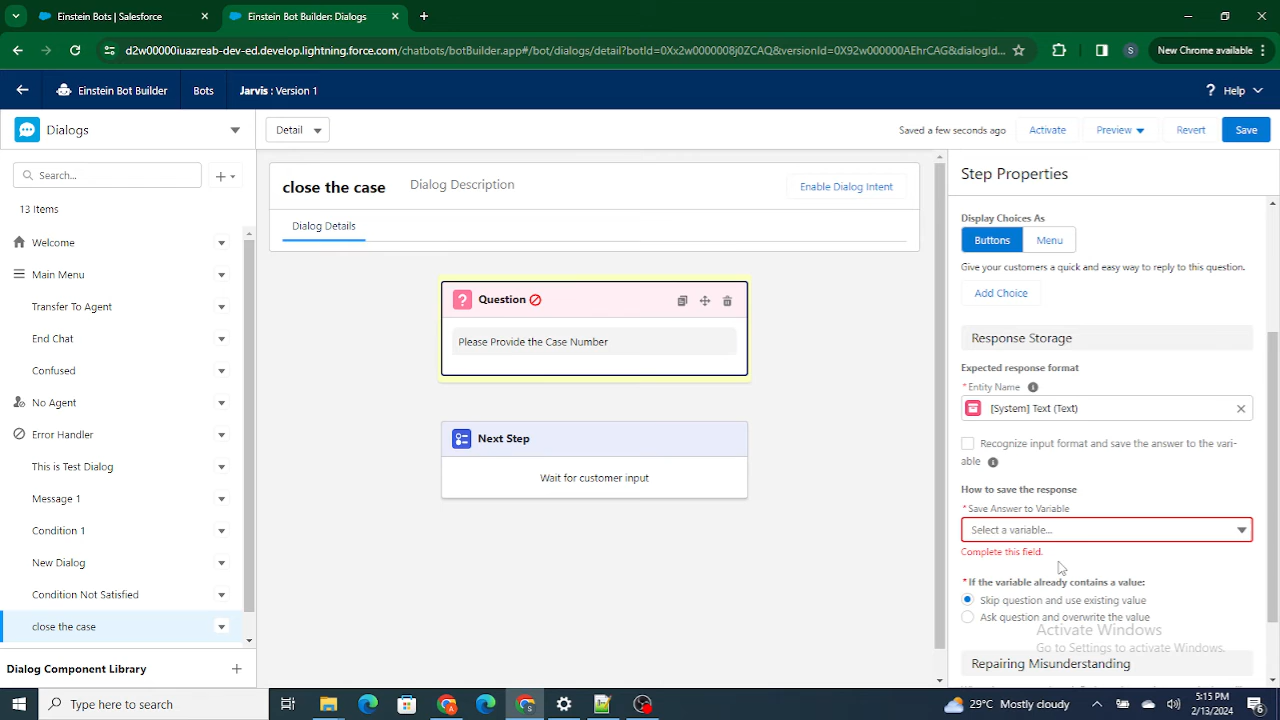 Einstein Bots | Salesforce
Einstein Bot Builder: Dialogs
d2w00000iuazreab-dev-ed.develop.lightning.force.com/chatbots/botBuilder.app#/bot/dialogs/detail?botId=0Xx2w0000008j0ZCAQ&versionId=0X92w000000AEhrCAG&dialogId...
S
New Chrome available
Einstein Bot Builder
Bots
Jarvis : Version 1
? Help
Dialogs
Detail
Saved a few seconds ago
Activate
Preview
Revert
Save
Search...
13 Items
Welcome
Main Menu
Transfer To Agent
End Chat
Confused
No Agent
Error Handler
This is Test Dialog
Message 1
Condition 1
New Dialog
Condition Not Satisfied
close the case
Dialog Component Library
close the case
Dialog Description
Enable Dialog Intent
Dialog Details
? Question
Please Provide the Case Number
Next Step
Wait for customer input
Step Properties
Display Choices As
Buttons
Menu
Give your customers a quick and easy way to reply to this question.
Add Choice
Response Storage
Expected response format
*Entity Name
[System] Text (Text)
Recognize input format and save the answer to the vari-
able
How to save the response
*Save Answer to Variable
Select a variable...
Complete this field.
*If the variable already contains a value:
Skip question and use existing value
Ask question and overwrite the value
Activate Windows
Go to Settings to activate Windows.
Repairing Misunderstanding
Type here to search
29°C Mostly cloudy
5:15 PM
2/13/2024
6